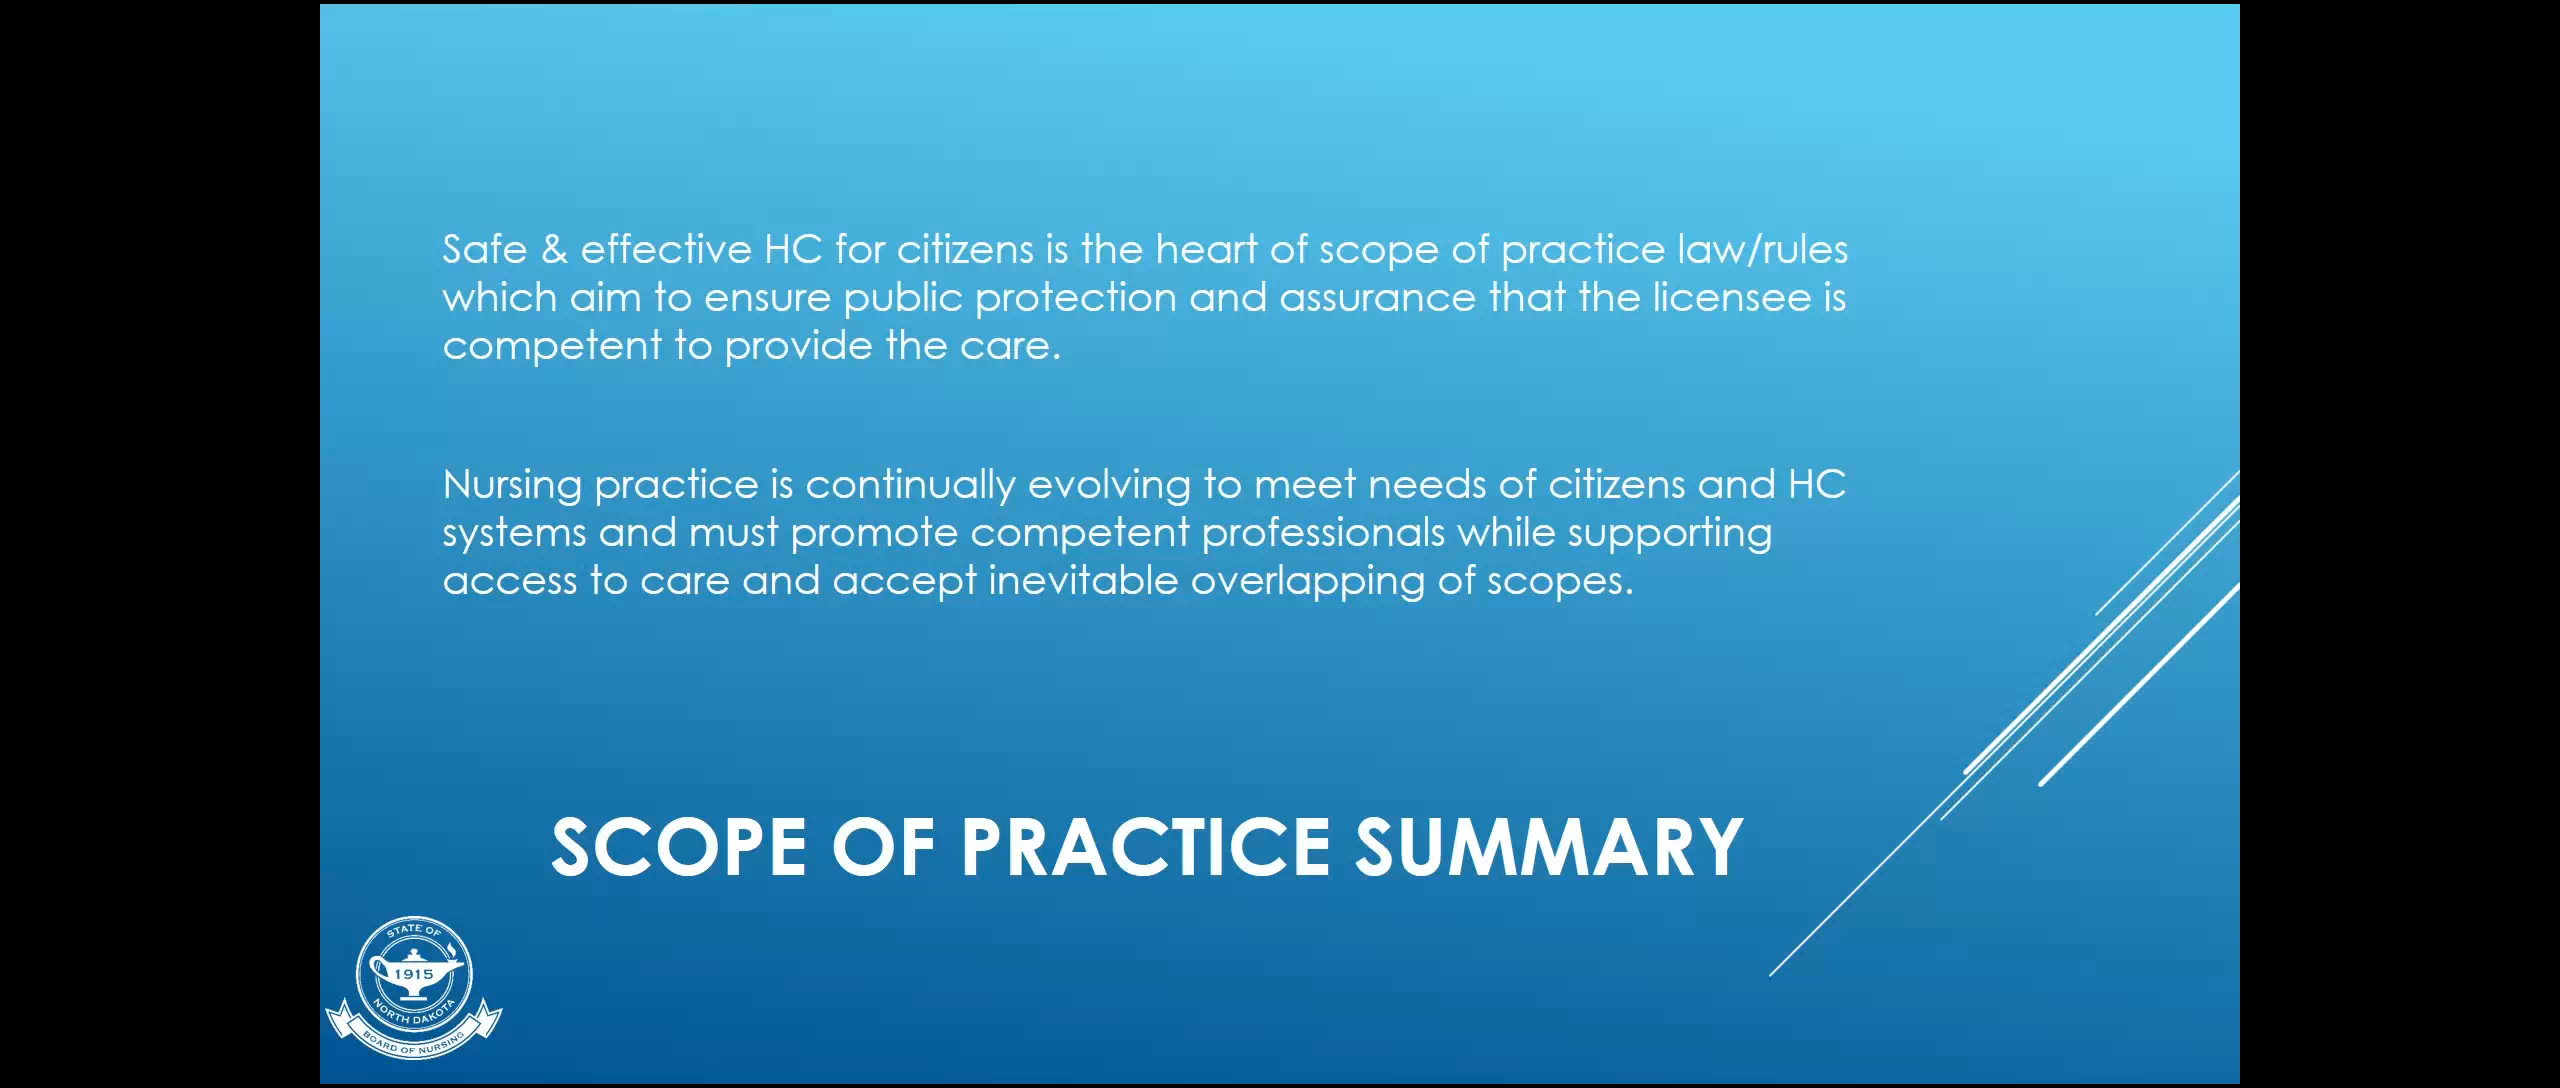 Safe & effective HC for citizens is the heart of scope of practice law/rules
which aim to ensure public protection and assurance that the licensee is
competent to provide the care.
Nursing practice is continually evolving to meet needs of citizens and HC
systems and must promote competent professionals while supporting
access to care and accept inevitable overlapping of scopes.
SCOPE OF PRACTICE SUMMARY
STATE OF
1915
NORTH DAKOTA
BOARD OF NURSING